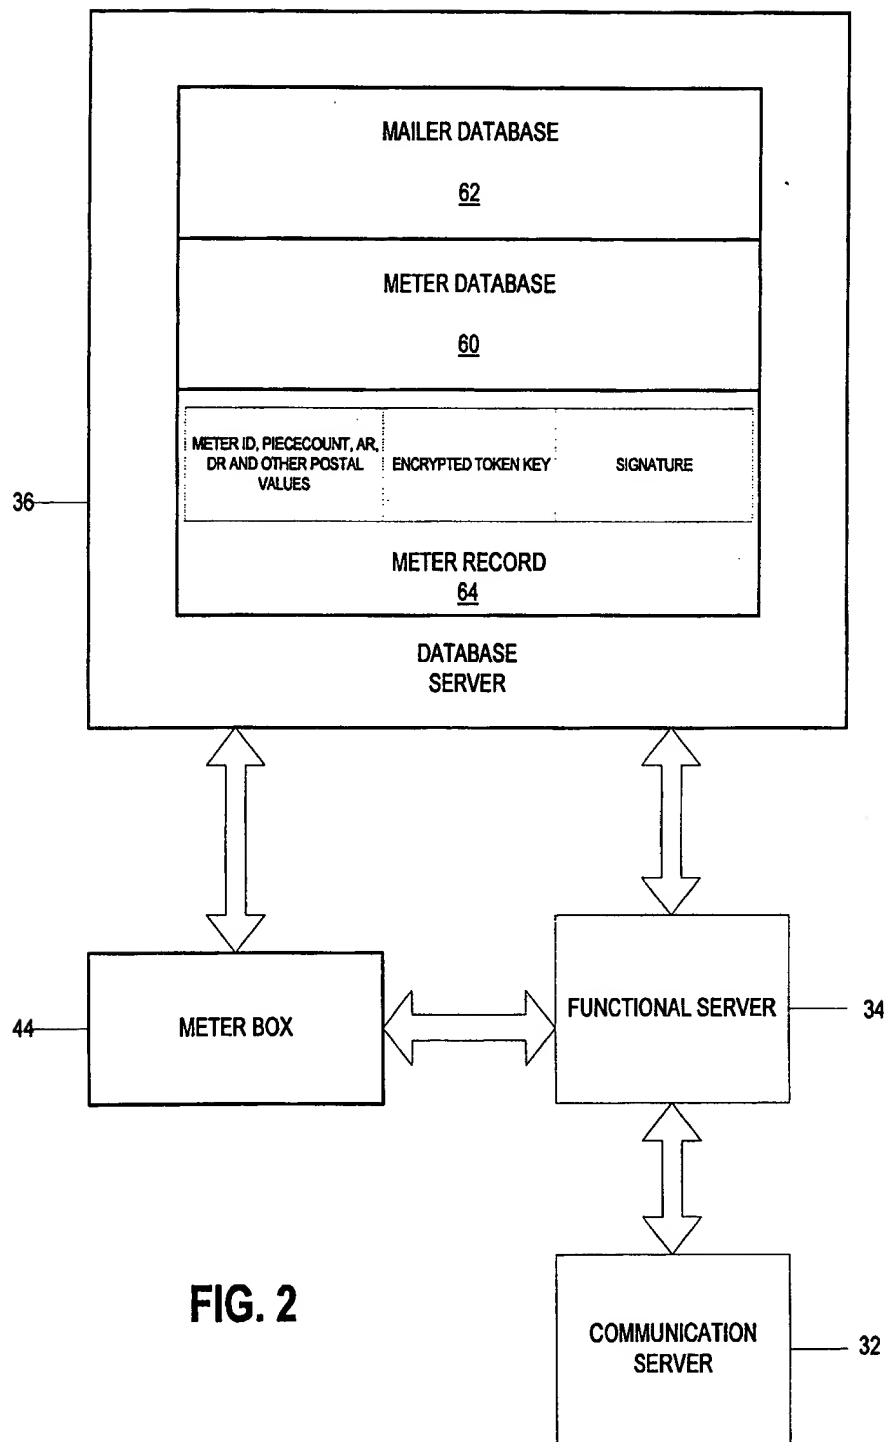 MAILER DATABASE
62
METER DATABASE
60
METER ID, PIECECOUNT, AR,
DR AND OTHER POSTAL
VALUES
ENCRYPTED TOKEN KEY
SIGNATURE
36
METER RECORD
64
DATABASE
SERVER
44
METER BOX
FUNCTIONAL SERVER
34
FIG. 2
COMMUNICATION
SERVER
32